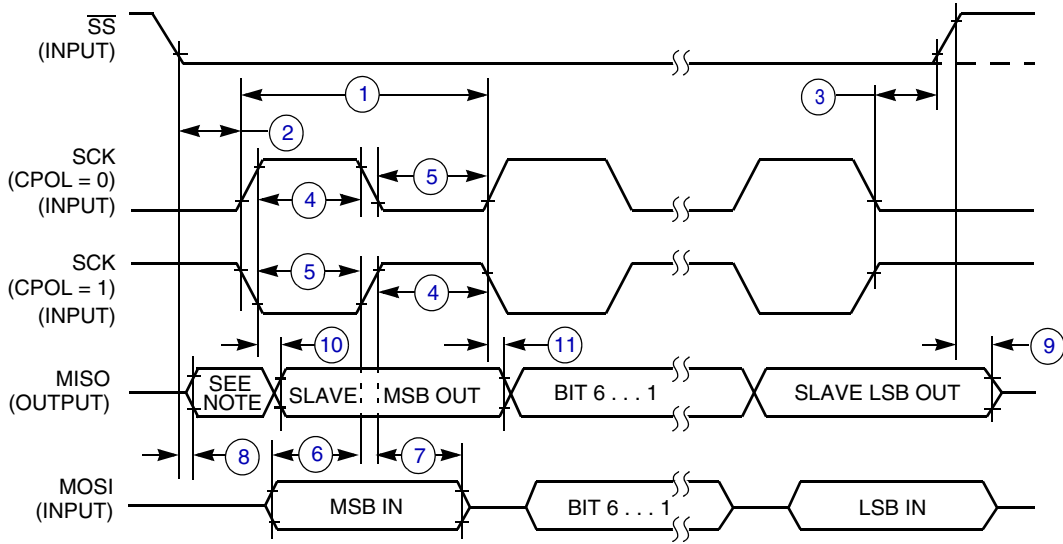 SS
(INPUT)
1
3
2
SCK
(CPOL = 0)
(INPUT)
5
4
SCK
(CPOL = 1)
(INPUT)
5
4
10
11
9
MISO
(OUTPUT)
SEE
NOTE
SLAVE
MSB OUT
BIT 6 . . . 1
SLAVE LSB OUT
8
6
7
MOSI
(INPUT)
MSB IN
BIT 6 . . . 1
LSB IN